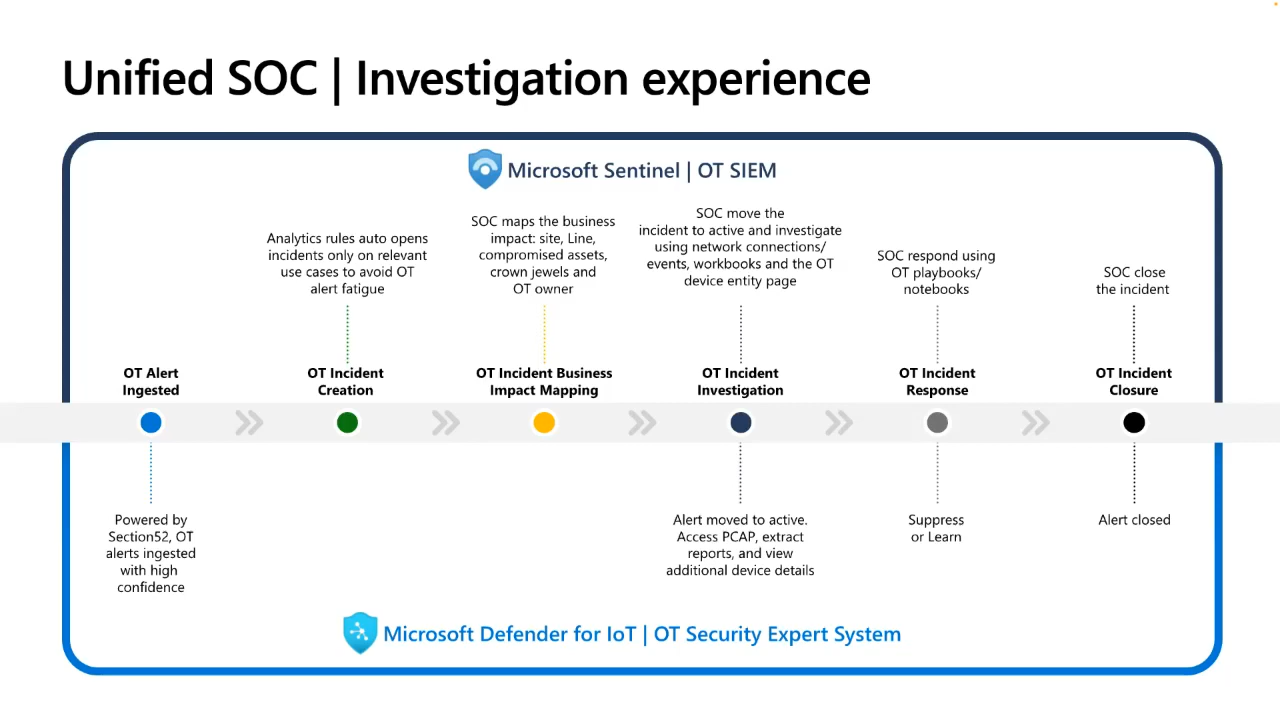 Unified SOC | Investigation experience
Microsoft Sentinel | OT SIEM
Analytics rules auto opens
incidents only on relevant
use cases to avoid OT
alert fatigue
SOC maps the business
impact: site, Line,
compromised assets,
crown jewels and
OT owner
SOC move the
incident to active and investigate
using network connections/
events, workbooks and the OT
device entity page
SOC respond using
OT playbooks/
notebooks
SOC close
the incident
OT Alert
Ingested
OT Incident
Creation
OT Incident Business
Impact Mapping
OT Incident
Investigation
OT Incident
Response
OT Incident
Closure
Powered by
Section52, OT
alerts ingested
with high
confidence
Alert moved to active.
Access PCAP, extract
reports, and view
additional device details
Suppress
or Learn
Alert closed
Microsoft Defender for IoT | OT Security Expert System